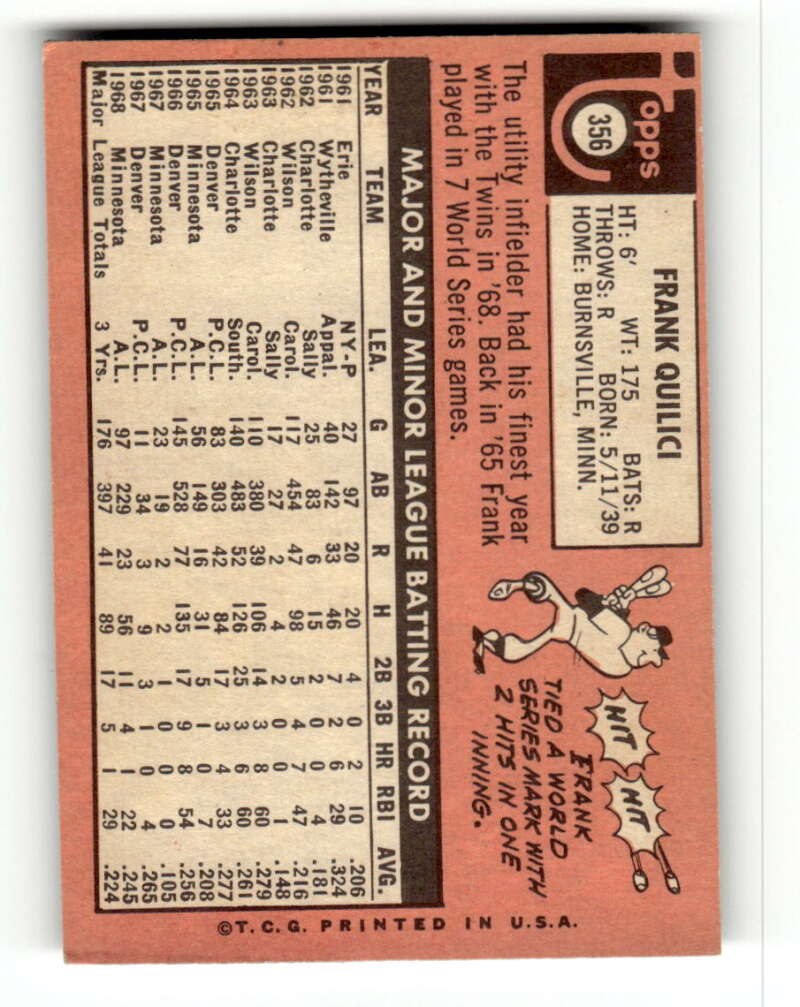 Topps
356
FRANK QUILICI
HT: 6' WT: 175 BATS: R
THROWS: R BORN: 5/11/39
HOME: BURNSVILLE, MINN.
The utility infielder had his finest year
with the Twins in '68. Back in '65 Frank
played in 7 World Series games.
HIT
HIT
FRANK
TIED A WORLD
SERIES MARK WITH
2 HITS IN ONE
INNING.
MAJOR AND MINOR LEAGUE BATTING RECORD
YEAR TEAM LEA. G AB R H 2B 3B HR RBI AVG.
1961 Erie NY-P 27 97 20 20 4 0 2 10 .206
1961 Wytheville Appal. 40 142 33 46 7 2 6 29 .324
1962 Charlotte Sally 25 83 6 15 2 0 0 4 .181
1962 Wilson Carol. 117 454 47 98 5 4 7 47 .216
1963 Charlotte Sally 17 27 2 4 2 0 0 1 .148
1963 Wilson Carol. 110 380 39 106 14 3 8 60 .279
1964 Charlotte South. 140 483 52 126 25 3 6 60 .261
1965 Denver P.C.L. 83 303 42 84 17 3 4 33 .277
1965 Minnesota A.L. 56 149 16 31 5 1 0 7 .208
1966 Denver P.C.L. 145 528 77 135 17 9 8 54 .256
1967 Minnesota A.L. 23 19 2 2 1 0 0 0 .105
1967 Denver P.C.L. 11 34 3 9 3 1 0 4 .265
1968 Minnesota A.L. 97 229 23 56 11 4 1 22 .245
Major League Totals 3 Yrs. 176 397 41 89 17 5 1 29 .224
©T.C.G. PRINTED IN U.S.A.